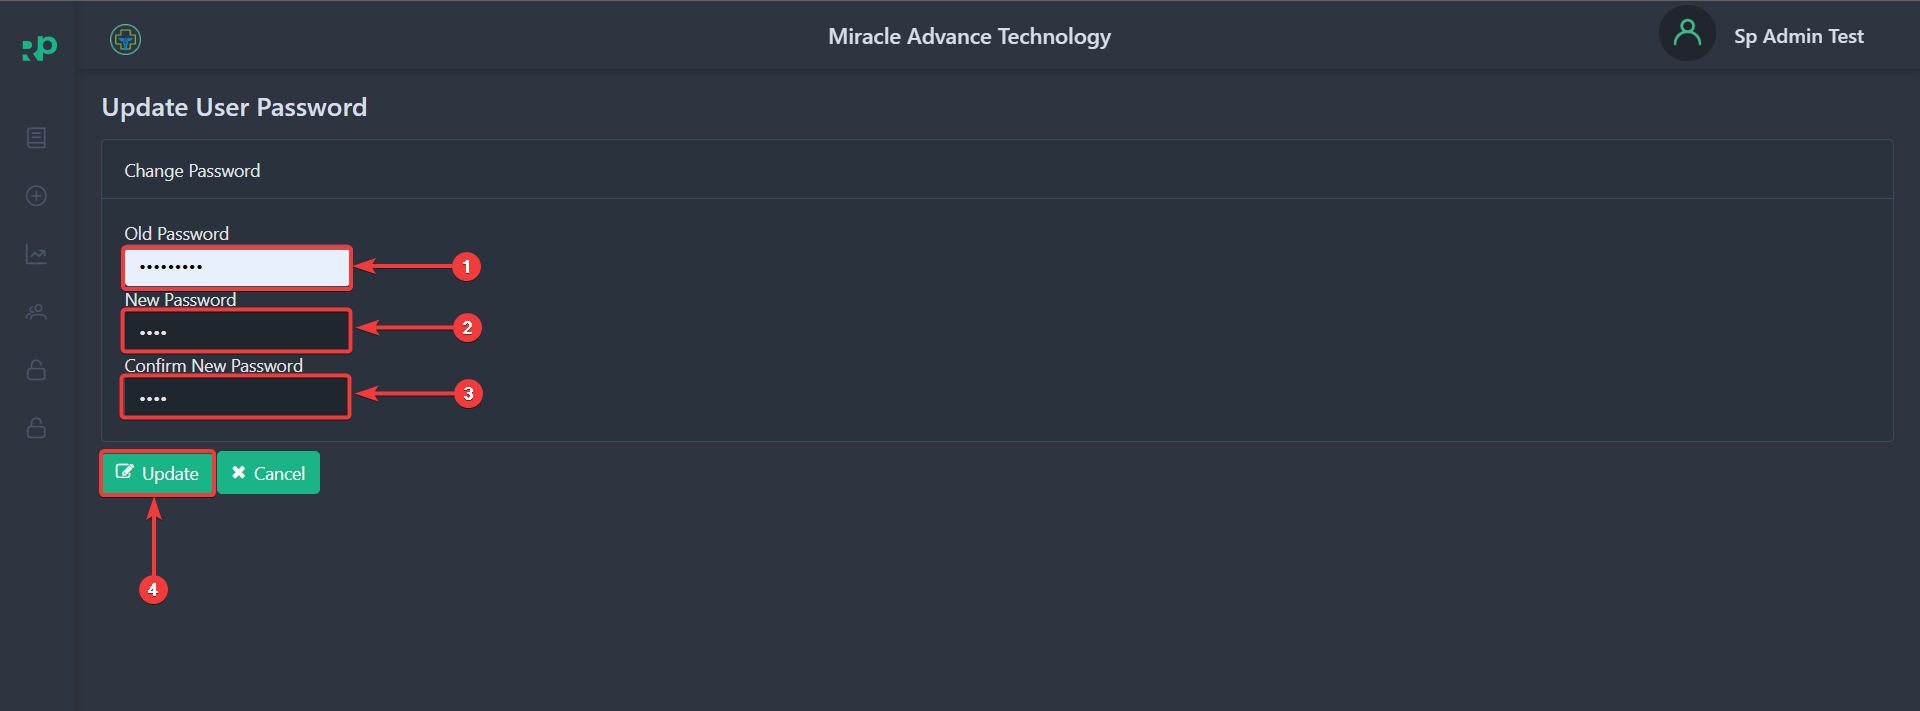 RP
Miracle Advance Technology
Sp Admin Test
Update User Password
Change Password
Old Password
•••••••••
1
New Password
••••
2
Confirm New Password
••••
3
Update
Cancel
4